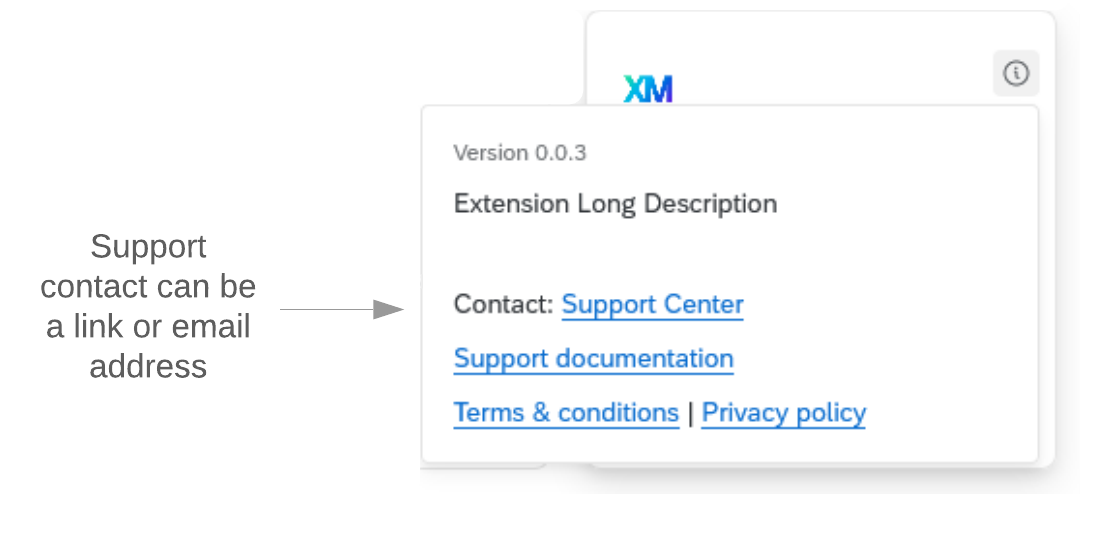 XM
Version 0.0.3
Extension Long Description
Support
contact can be
a link or email
address
Contact: Support Center
Support documentation
Terms & conditions | Privacy policy